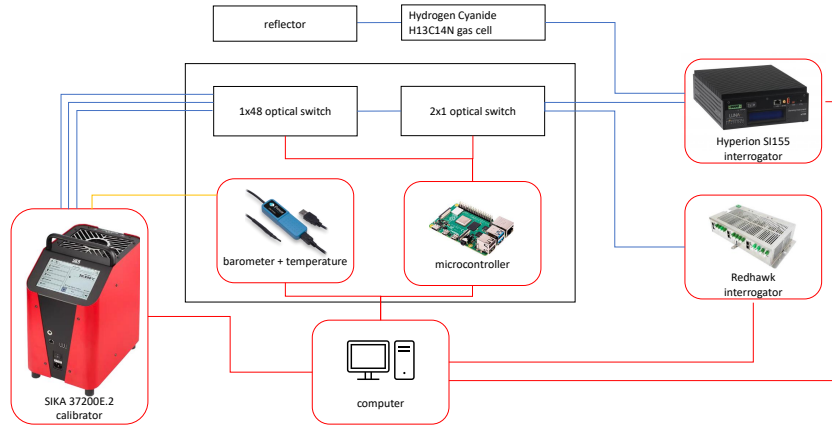 reflector
Hydrogen Cyanide
H13C14N gas cell
1x48 optical switch
2x1 optical switch
LUNA
Hyperion SI155
interrogator
barometer + temperature
microcontroller
Redhawk
interrogator
SIKA 37200E.2
calibrator
computer